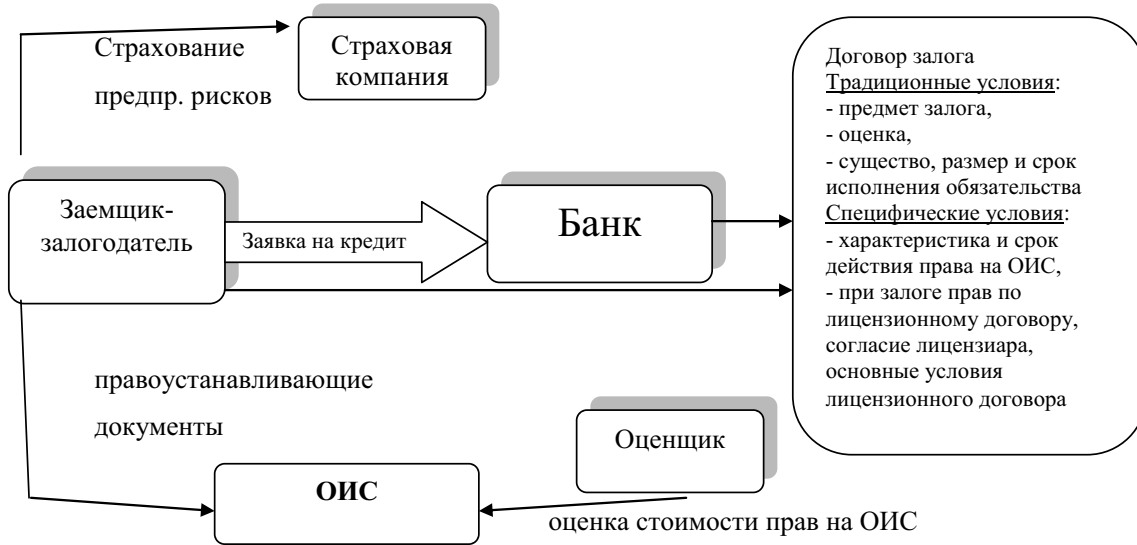 Страхование
предпр. рисков
Страховая
компания
Договор залога
Традиционные условия:
- предмет залога,
- оценка,
- существо, размер и срок
исполнения обязательства
Специфические условия:
- характеристика и срок
действия права на ОИС,
- при залоге прав по
лицензионному договору,
согласие лицензиара,
основные условия
лицензионного договора
Заемщик-
залогодатель
Заявка на кредит
Банк
правоустанавливающие
документы
Оценщик
ОИС
оценка стоимости прав на ОИС